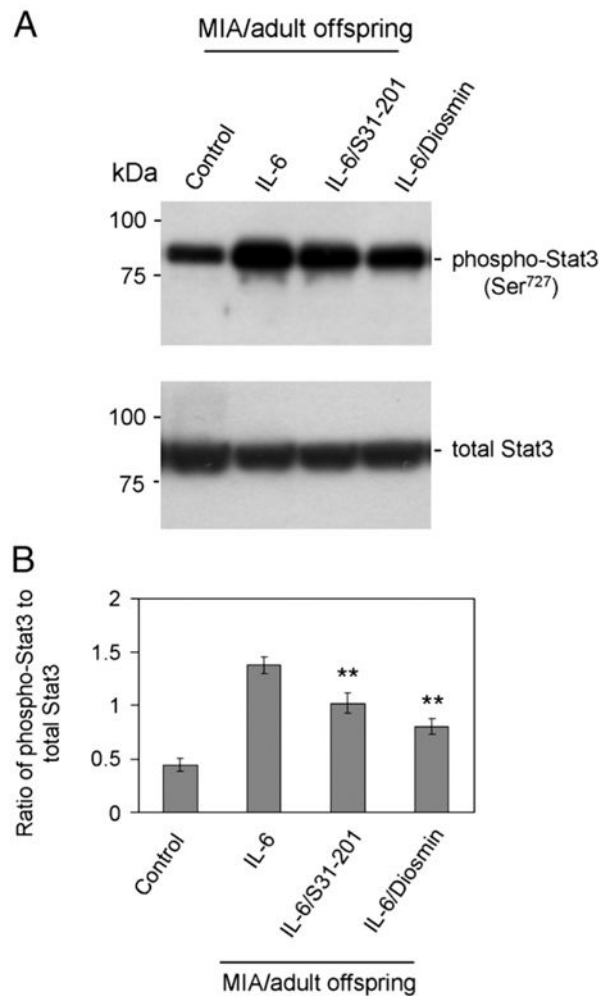 A
MIA/adult offspring
kDa
Control
IL-6
IL-6/S31-201
IL-6/Diosmin
100 -
75 -
- phospho-Stat3
(Ser⁷²⁷)
100 -
75 -
- total Stat3
B
Ratio of phospho-Stat3 to
total Stat3
2
1.5
1
0.5
0
**
**
Control
IL-6
IL-6/S31-201
IL-6/Diosmin
MIA/adult offspring